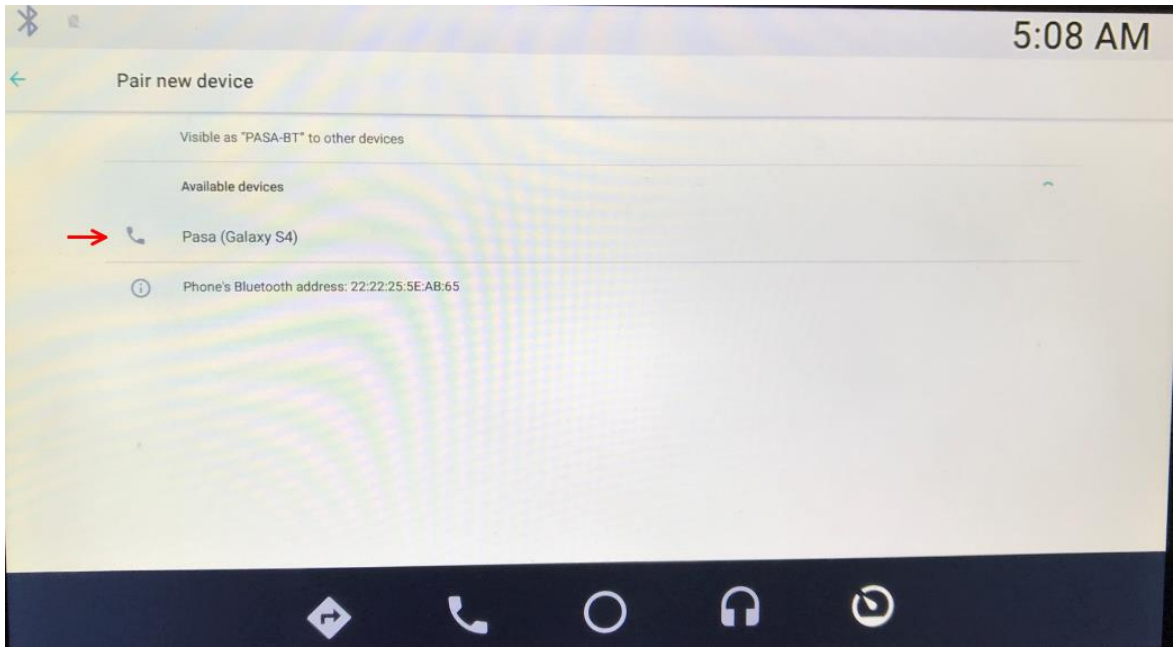 5:08 AM
Pair new device
Visible as "PASA-BT" to other devices
Available devices
Pasa (Galaxy S4)
Phone's Bluetooth address: 22:22:25:5E:AB:65